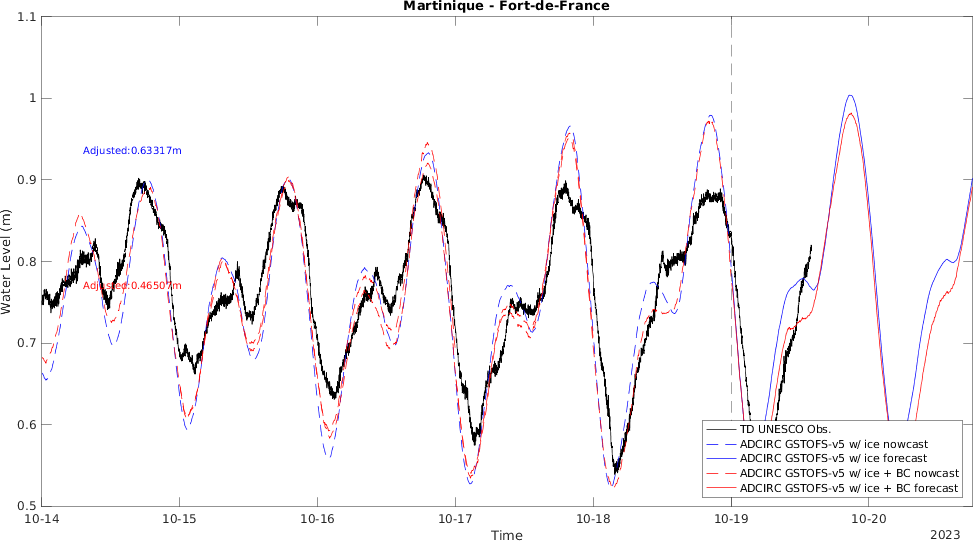 Martinique - Fort-de-France
Water Level (m)
1.1
1
0.9
0.8
0.7
0.6
0.5
Adjusted:0.63317m
Adjusted:0.46507m
TD UNESCO Obs.
ADCIRC GSTOFS-v5 w/ ice nowcast
ADCIRC GSTOFS-v5 w/ ice forecast
ADCIRC GSTOFS-v5 w/ ice + BC nowcast
ADCIRC GSTOFS-v5 w/ ice + BC forecast
10-14 10-15 10-16 10-17 10-18 10-19 10-20
Time
2023